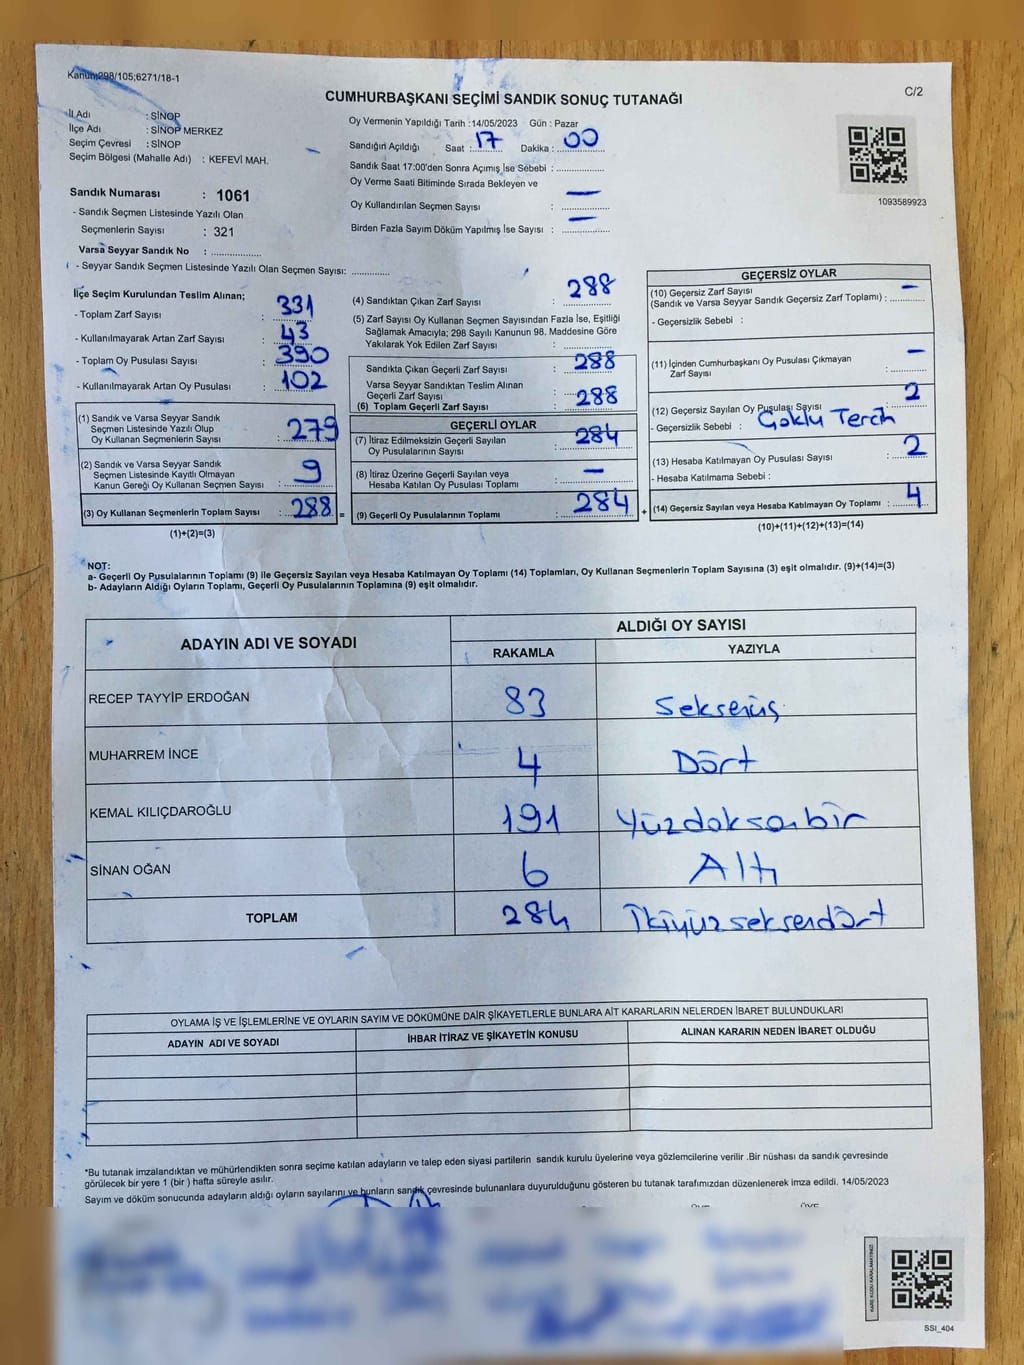 Kanun:298/105;6271/18-1
C/2
CUMHURBAŞKANI SEÇİMİ SANDIK SONUÇ TUTANAĞI
İl Adı : SİNOP
İlçe Adı : SİNOP MERKEZ
Seçim Çevresi : SİNOP
Seçim Bölgesi (Mahalle Adı) : KEFEVİ MAH.
Sandık Numarası : 1061
- Sandık Seçmen Listesinde Yazılı Olan
Seçmenlerin Sayısı : 321
Varsa Seyyar Sandık No : ..................
- Seyyar Sandık Seçmen Listesinde Yazılı Olan Seçmen Sayısı: .............
Oy Vermenin Yapıldığı Tarih :14/05/2023 Gün : Pazar
Sandığın Açıldığı Saat : 17 Dakika : 00
Sandık Saat 17:00'den Sonra Açımış İse Sebebi : ................
Oy Verme Saati Bitiminde Sırada Bekleyen ve
Oy Kullandırılan Seçmen Sayısı : —
Birden Fazla Sayım Döküm Yapılmış İse Sayısı : —
1093589923
İlçe Seçim Kurulundan Teslim Alınan;
- Toplam Zarf Sayısı : 331
- Kullanılmayarak Artan Zarf Sayısı : 43
- Toplam Oy Pusulası Sayısı : 390
- Kullanılmayarak Artan Oy Pusulası : 102
(1) Sandık ve Varsa Seyyar Sandık
Seçmen Listesinde Yazılı Olup
Oy Kullanan Seçmenlerin Sayısı : 279
(2) Sandık ve Varsa Seyyar Sandık
Seçmen Listesinde Kayıtlı Olmayan
Kanun Gereği Oy Kullanan Seçmen Sayısı : 9
(3) Oy Kullanan Seçmenlerin Toplam Sayısı : 288 =
(1)+(2)=(3)
(4) Sandıktan Çıkan Zarf Sayısı : 288
(5) Zarf Sayısı Oy Kullanan Seçmen Sayısından Fazla İse, Eşitliği
Sağlamak Amacıyla; 298 Sayılı Kanunun 98. Maddesine Göre
Yakılarak Yok Edilen Zarf Sayısı : ................
Sandıkta Çıkan Geçerli Zarf Sayısı : 288
Varsa Seyyar Sandıktan Teslim Alınan
Geçerli Zarf Sayısı :
(6) Toplam Geçerli Zarf Sayısı : 288
GEÇERLİ OYLAR
(7) İtiraz Edilmeksizin Geçerli Sayılan
Oy Pusulalarının Sayısı : 284
(8) İtiraz Üzerine Geçerli Sayılan veya
Hesaba Katılan Oy Pusulası Toplamı : —
(9) Geçerli Oy Pusulalarının Toplamı : 284 +
GEÇERSİZ OYLAR
(10) Geçersiz Zarf Sayısı
(Sandık ve Varsa Seyyar Sandık Geçersiz Zarf Toplamı) : —
- Geçersizlik Sebebi :
(11) İçinden Cumhurbaşkanı Oy Pusulası Çıkmayan
Zarf Sayısı : —
(12) Geçersiz Sayılan Oy Pusulası Sayısı : 2
- Geçersizlik Sebebi : Çoklu Tercih
(13) Hesaba Katılmayan Oy Pusulası Sayısı : 2
- Hesaba Katılmama Sebebi :
(14) Geçersiz Sayılan veya Hesaba Katılmayan Oy Toplamı : 4
(10)+(11)+(12)+(13)=(14)
NOT:
a- Geçerli Oy Pusulalarının Toplamı (9) ile Geçersiz Sayılan veya Hesaba Katılmayan Oy Toplamı (14) Toplamları, Oy Kullanan Seçmenlerin Toplam Sayısına (3) eşit olmalıdır. (9)+(14)=(3)
b- Adayların Aldığı Oyların Toplamı, Geçerli Oy Pusulalarının Toplamına (9) eşit olmalıdır.
ADAYIN ADI VE SOYADI
ALDIĞI OY SAYISI
RAKAMLA YAZIYLA
RECEP TAYYİP ERDOĞAN 83 Seksenüç
MUHARREM İNCE 4 Dört
KEMAL KILIÇDAROĞLU 191 Yüzdoksanbir
SİNAN OĞAN 6 Altı
TOPLAM 284 İkiyüzseksendört
OYLAMA İŞ VE İŞLEMLERİNE VE OYLARIN SAYIM VE DÖKÜMÜNE DAİR ŞİKAYETLERLE BUNLARA AİT KARARLARIN NELERDEN İBARET BULUNDUKLARI
ADAYIN ADI VE SOYADI İHBAR İTİRAZ VE ŞİKAYETİN KONUSU ALINAN KARARIN NEDEN İBARET OLDUĞU
*Bu tutanak imzalandıktan ve mühürlendikten sonra seçime katılan adayların ve talep eden siyasi partilerin sandık kurulu üyelerine veya gözlemcilerine verilir .Bir nüshası da sandık çevresinde
görülecek bir yere 1 (bir ) hafta süreyle asılır.
Sayım ve döküm sonucunda adayların aldığı oyların sayılarını ve bunların sandık çevresinde bulunanlara duyurulduğunu gösteren bu tutanak tarafımızdan düzenlenerek imza edildi. 14/05/2023
KARE KODU KARALAMAYINIZ!
SSI_404